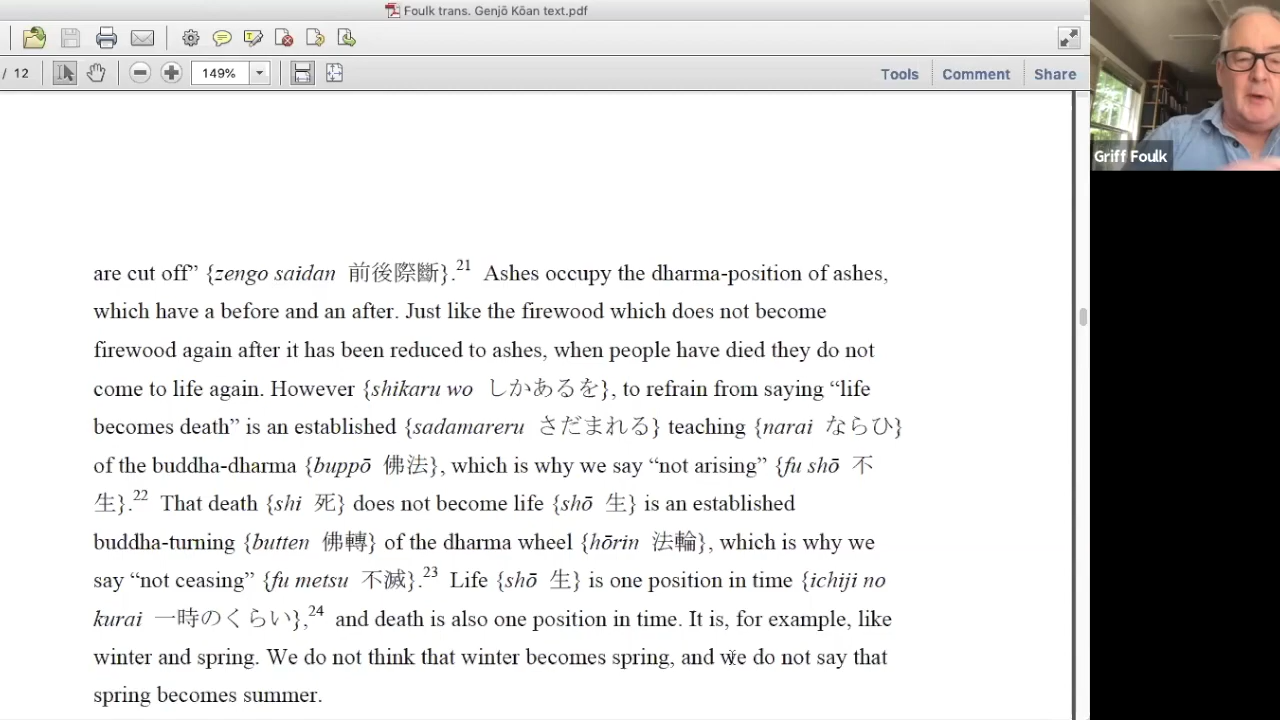 Foulk trans. Genjō Kōan text.pdf
/ 12
149%
Tools
Comment
Share
Griff Foulk
are cut off” {zengo saidan 前後際斷}.21 Ashes occupy the dharma-position of ashes,
which have a before and an after. Just like the firewood which does not become
firewood again after it has been reduced to ashes, when people have died they do not
come to life again. However {shikaru wo しかあるを}, to refrain from saying “life
becomes death” is an established {sadamareru さだまれる} teaching {narai ならひ}
of the buddha-dharma {buppō 佛法}, which is why we say “not arising” {fu shō 不
生}.22 That death {shi 死} does not become life {shō 生} is an established
buddha-turning {butten 佛轉} of the dharma wheel {hōrin 法輪}, which is why we
say “not ceasing” {fu metsu 不滅}.23 Life {shō 生} is one position in time {ichiji no
kurai 一時のくらい},24 and death is also one position in time. It is, for example, like
winter and spring. We do not think that winter becomes spring, and we do not say that
spring becomes summer.